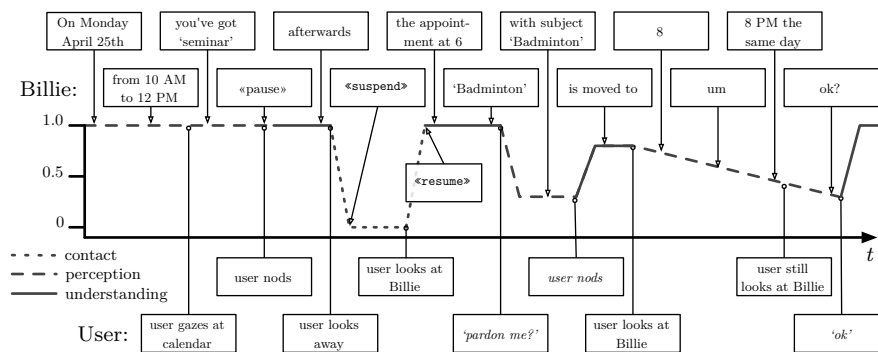 On Monday
April 25th
you've got
‘seminar’
afterwards
the appoint-
ment at 6
with subject
‘Badminton’
8
8 PM the
same day
Billie:
from 10 AM
to 12 PM
«pause»
«suspend»
‘Badminton’
is moved to
um
ok?
1.0
0.5
0
«resume»
t
contact
perception
understanding
user nods
user looks at
Billie
user nods
user still
looks at Billie
User:
user gazes at
calendar
user looks
away
‘pardon me?’
user looks at
Billie
‘ok’